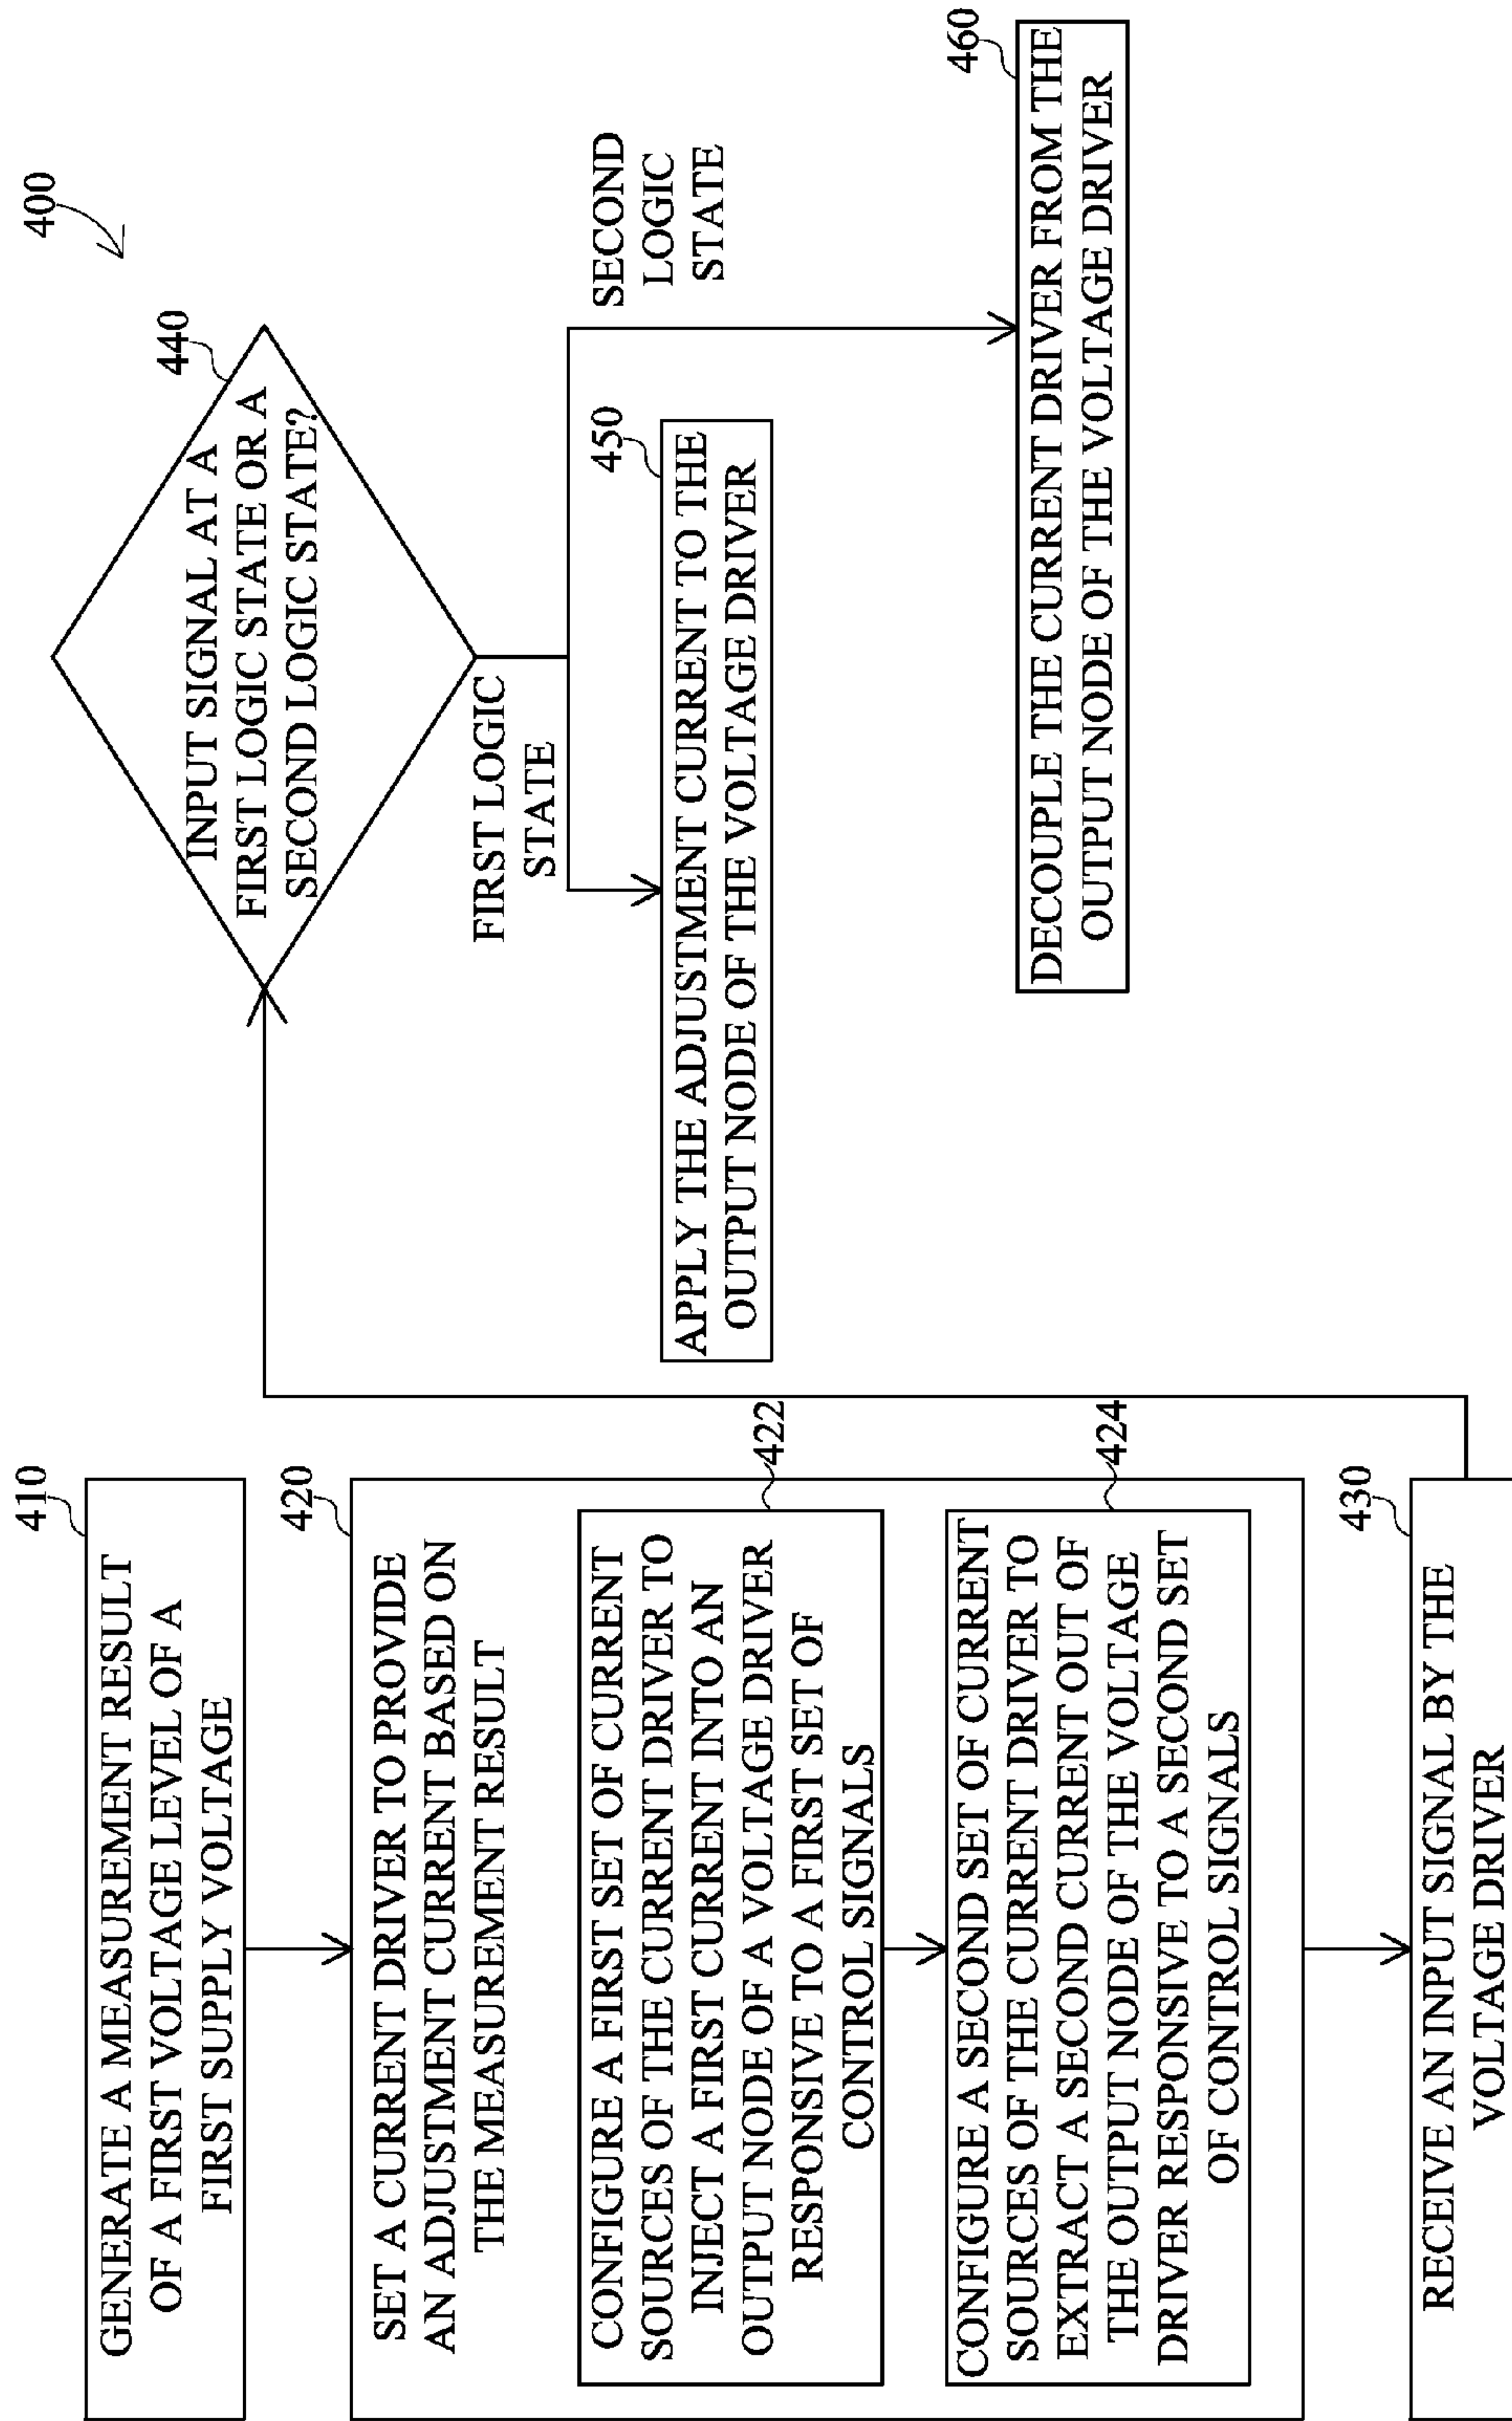 400
410
GENERATE A MEASUREMENT RESULT
OF A FIRST VOLTAGE LEVEL OF A
FIRST SUPPLY VOLTAGE
420
SET A CURRENT DRIVER TO PROVIDE
AN ADJUSTMENT CURRENT BASED ON
THE MEASUREMENT RESULT
422
CONFIGURE A FIRST SET OF CURRENT
SOURCES OF THE CURRENT DRIVER TO
INJECT A FIRST CURRENT INTO AN
OUTPUT NODE OF A VOLTAGE DRIVER
RESPONSIVE TO A FIRST SET OF
CONTROL SIGNALS
424
CONFIGURE A SECOND SET OF CURRENT
SOURCES OF THE CURRENT DRIVER TO
EXTRACT A SECOND CURRENT OUT OF
THE OUTPUT NODE OF THE VOLTAGE
DRIVER RESPONSIVE TO A SECOND SET
OF CONTROL SIGNALS
430
RECEIVE AN INPUT SIGNAL BY THE
VOLTAGE DRIVER
440
INPUT SIGNAL AT A
FIRST LOGIC STATE OR A
SECOND LOGIC STATE?
FIRST LOGIC
STATE
SECOND
LOGIC
STATE
450
APPLY THE ADJUSTMENT CURRENT TO THE
OUTPUT NODE OF THE VOLTAGE DRIVER
460
DECOUPLE THE CURRENT DRIVER FROM THE
OUTPUT NODE OF THE VOLTAGE DRIVER